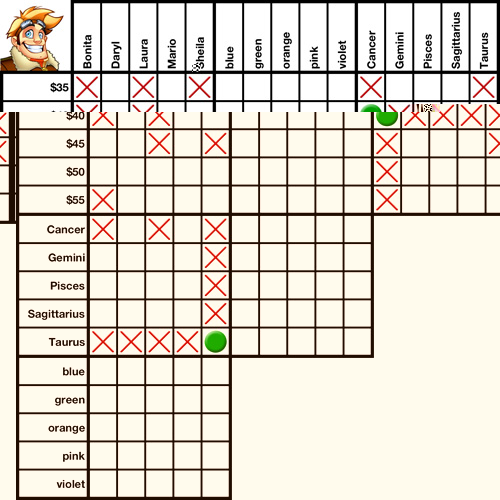 Bonita Daryl Laura Mario Sheila blue green orange pink violet Cancer Gemini Pisces Sagittarius Taurus
$35
$40
$45
$50
$55
Cancer
Gemini
Pisces
Sagittarius
Taurus
blue
green
orange
pink
violet